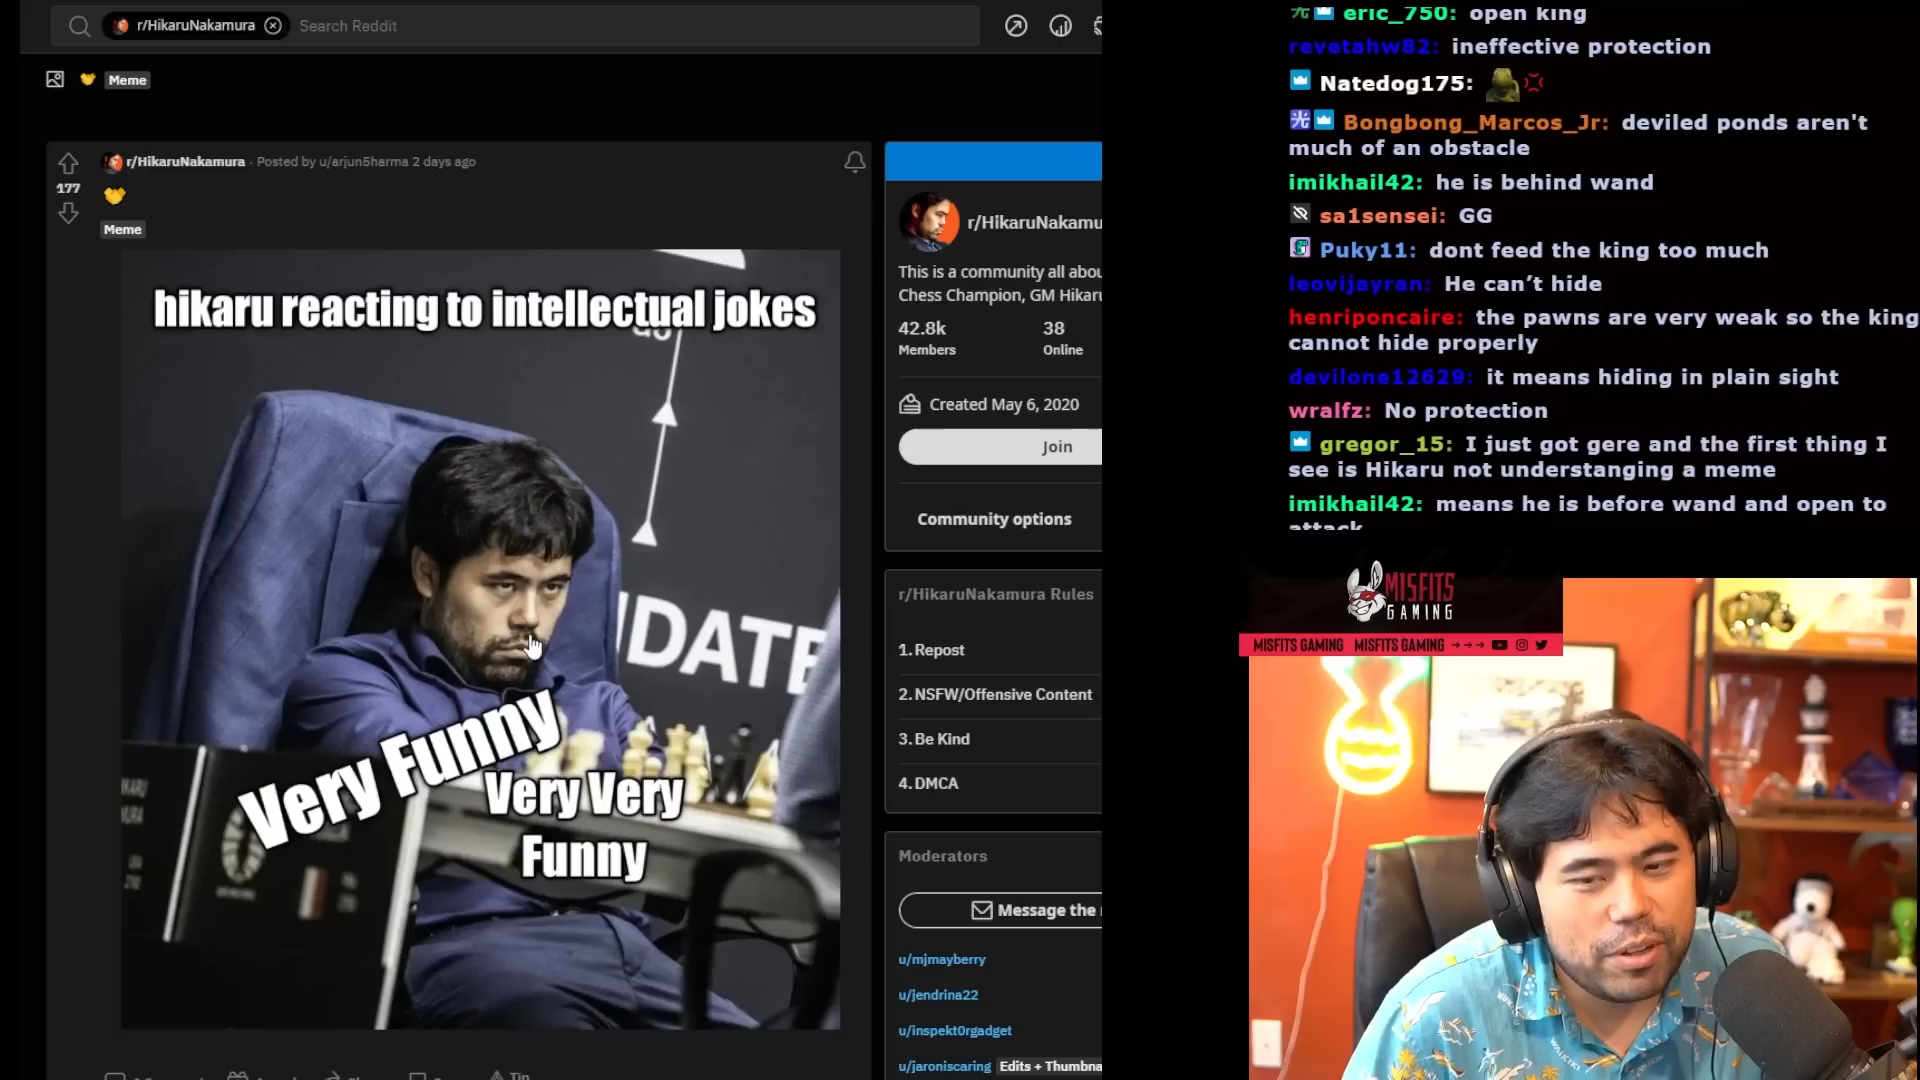 r/HikaruNakamura
Search Reddit
Meme
r/HikaruNakamura · Posted by u/arjun5harma 2 days ago
177
Meme
hikaru reacting to intellectual jokes
DATE
Very Funny
Very Very
Funny
r/HikaruNakamu
This is a community all abou
Chess Champion, GM Hikaru
42.8k
38
Members
Online
Created May 6, 2020
Join
Community options
r/HikaruNakamura Rules
1. Repost
2. NSFW/Offensive Content
3. Be Kind
4. DMCA
Moderators
Message the
u/mjmayberry
u/jendrina22
u/inspekt0rgadget
u/jaroniscaring Edits + Thumbna
Tip
eric_750: open king
revetahw82: ineffective protection
Natedog175:
光 Bongbong_Marcos_Jr: deviled ponds aren't
much of an obstacle
imikhail42: he is behind wand
sa1sensei: GG
Puky11: dont feed the king too much
leovijayran: He can’t hide
henriponcaire: the pawns are very weak so the king
cannot hide properly
devilone12629: it means hiding in plain sight
wralfz: No protection
gregor_15: I just got gere and the first thing I
see is Hikaru not understanging a meme
imikhail42: means he is before wand and open to
attack
MISFITS
GAMING
MISFITS GAMING MISFITS GAMING